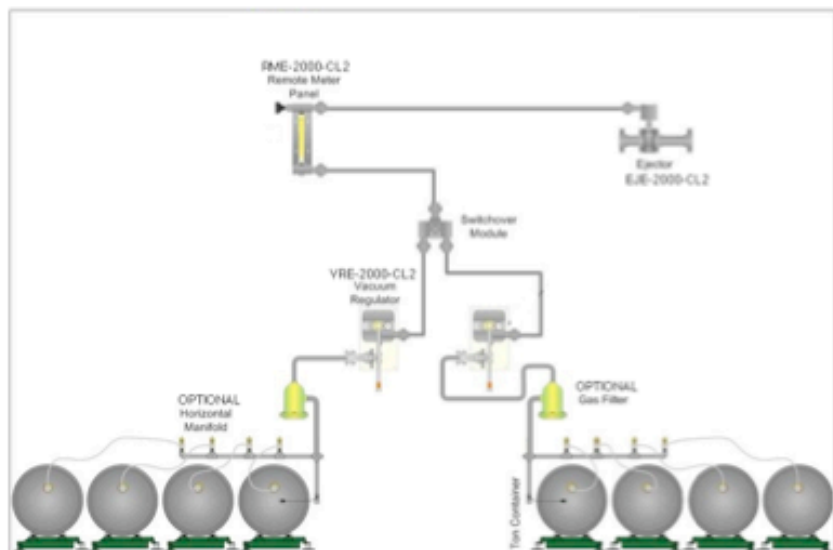 RME-2000-CL2
Remote Meter
Panel
Ejector
EJE-2000-CL2
Switchover
Module
VRE-2000-CL2
Vacuum
Regulator
OPTIONAL
Horizontal
Manifold
OPTIONAL
Gas Filter
Ton Container